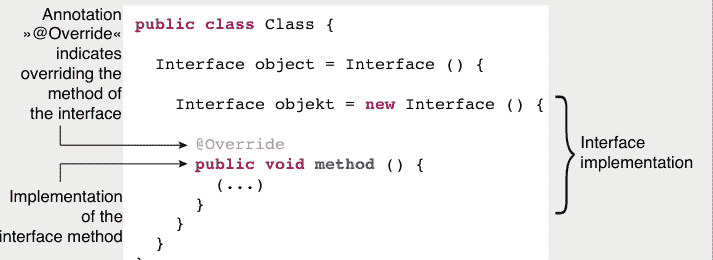 Annotation
»@Override«
indicates
overriding the
method of
the interface
Implementation
of the
interface method
public class Class {
Interface object = Interface () {
Interface objekt = new Interface () {
@Override
public void method () {
(...)
}
}
}
Interface
implementation